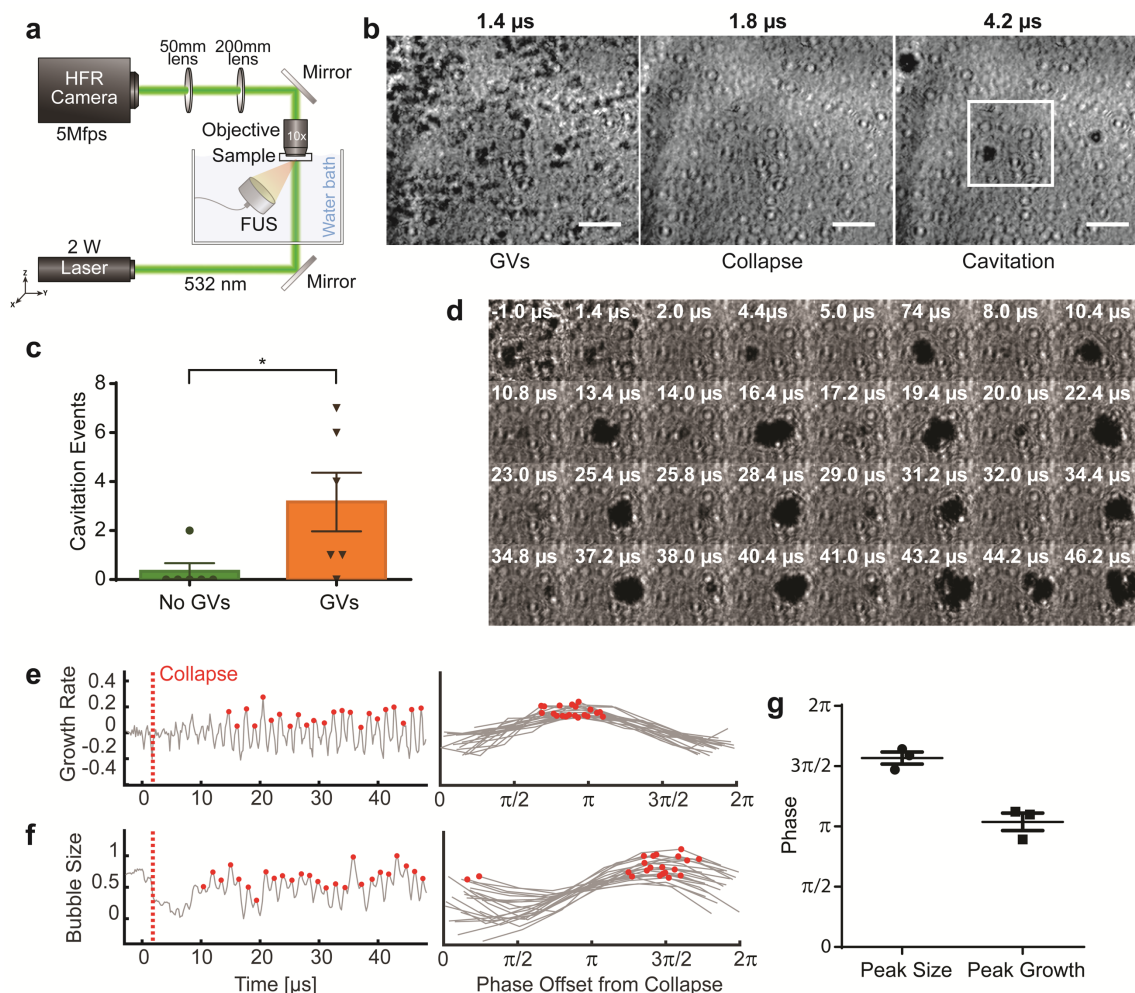 a
50mm
lens
200mm
lens
Mirror
HFR
Camera
5Mfps
Objective
10x
Sample
FUS
Water bath
2 W
Laser
532 nm
Mirror
Z
Y
X
b
1.4 µs
1.8 µs
4.2 µs
GVs
Collapse
Cavitation
c
*
Cavitation Events
8
6
4
2
0
No GVs
GVs
d
-1.0 µs 1.4 µs 2.0 µs 4.4µs 5.0 µs 74 µs 8.0 µs 10.4 µs
10.8 µs 13.4 µs 14.0 µs 16.4 µs 17.2 µs 19.4 µs 20.0 µs 22.4 µs
23.0 µs 25.4 µs 25.8 µs 28.4 µs 29.0 µs 31.2 µs 32.0 µs 34.4 µs
34.8 µs 37.2 µs 38.0 µs 40.4 µs 41.0 µs 43.2 µs 44.2 µs 46.2 µs
e
Collapse
Growth Rate
0.4
0.2
0
-0.2
-0.4
0 10 20 30 40
0 π/2 π 3π/2 2π
f
Bubble Size
1
0.5
0
0 10 20 30 40
Time [µs]
0 π/2 π 3π/2 2π
Phase Offset from Collapse
g
Phase
2π
3π/2
π
π/2
0
Peak Size
Peak Growth